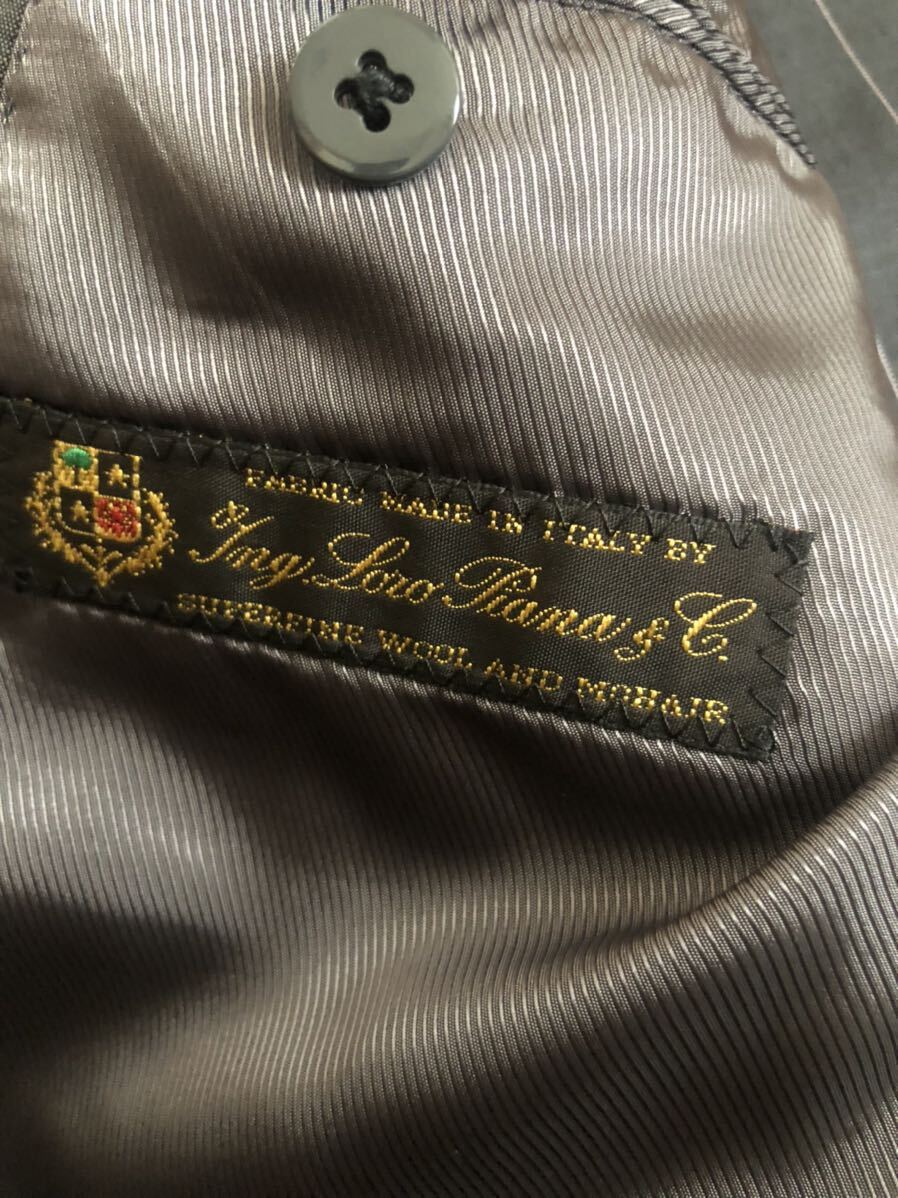 FABRIC MADE IN ITALY BY
Ing. Loro Piana & C.
SUPERFINE WOOL AND MOHAIR